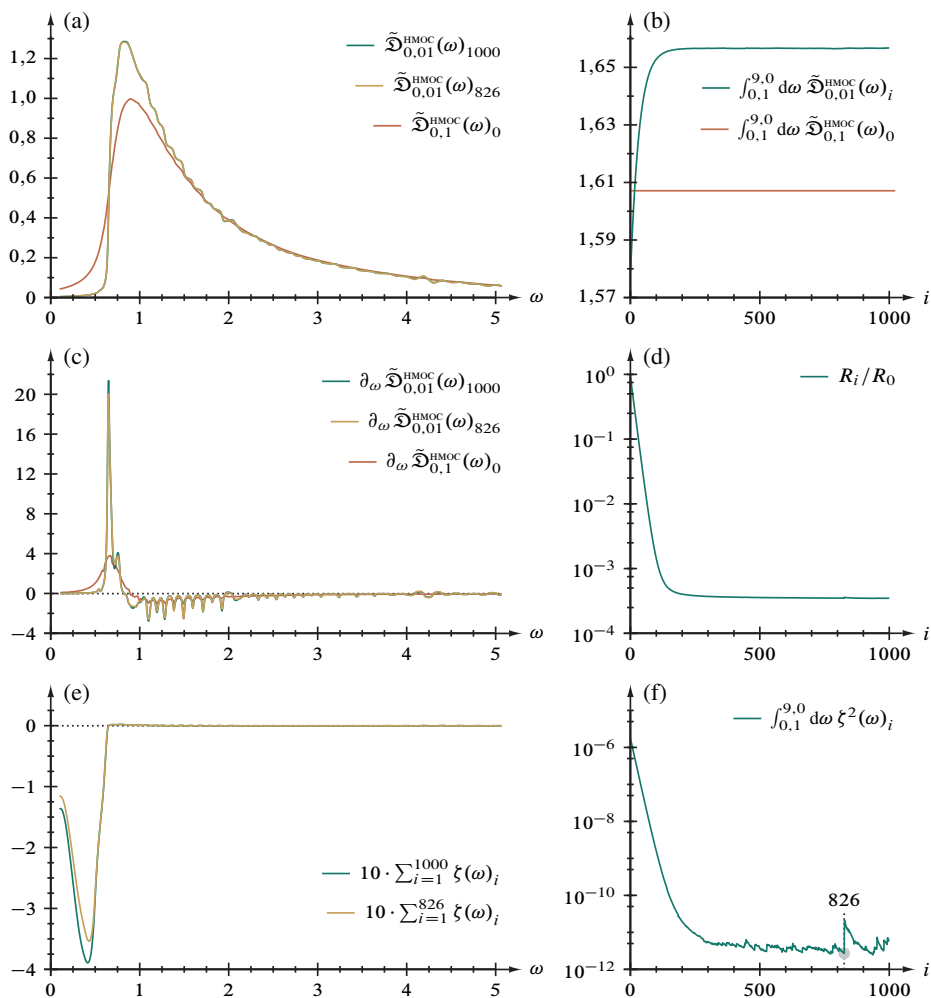 (a)
𝔇̃^HMOC_0,01(ω)_1000
𝔇̃^HMOC_0,01(ω)_826
𝔇̃^HMOC_0,1(ω)_0
1,2
1,0
0,8
0,6
0,4
0,2
0
0 1 2 3 4 5 ω
(b)
∫_0,1^9,0 dω 𝔇̃^HMOC_0,01(ω)_i
∫_0,1^9,0 dω 𝔇̃^HMOC_0,1(ω)_0
1,65
1,63
1,61
1,59
1,57
0 500 1000 i
(c)
∂_ω 𝔇̃^HMOC_0,01(ω)_1000
∂_ω 𝔇̃^HMOC_0,01(ω)_826
∂_ω 𝔇̃^HMOC_0,1(ω)_0
20
16
12
8
4
0
−4
0 1 2 3 4 5 ω
(d)
R_i/R_0
10^0
10^−1
10^−2
10^−3
10^−4
0 500 1000 i
(e)
0
−1
−2
−3
−4
10 · ∑_i=1^1000 ζ(ω)_i
10 · ∑_i=1^826 ζ(ω)_i
0 1 2 3 4 5 ω
(f)
∫_0,1^9,0 dω ζ^2(ω)_i
10^−6
10^−8
10^−10
10^−12
826
0 500 1000 i